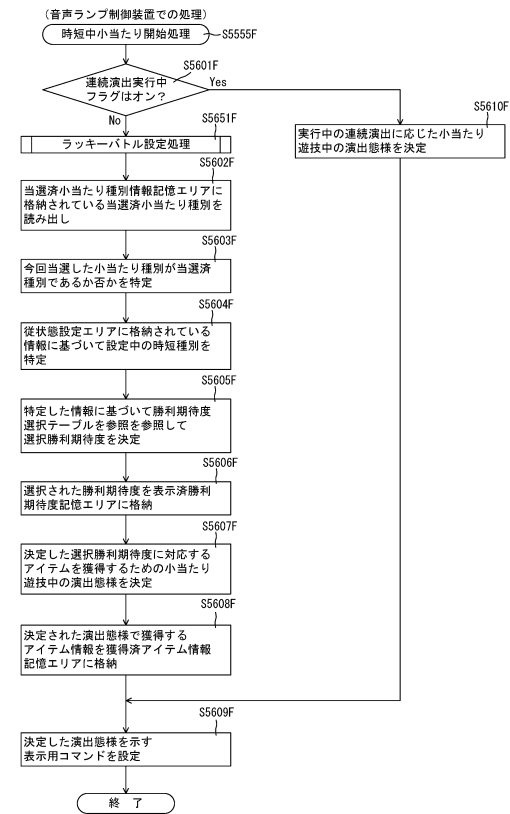 （音声ランプ制御装置での処理）
時短中小当たり開始処理
S5555F
S5601F
連続演出実行中
フラグはオン？
Yes
No
S5610F
実行中の連続演出に応じた小当たり
遊技中の演出態様を決定
S5651F
ラッキーバトル設定処理
S5602F
当選済小当たり種別情報記憶エリアに
格納されている当選済小当たり種別を
読み出し
S5603F
今回当選した小当たり種別が当選済
種別であるか否かを特定
S5604F
従状態設定エリアに格納されている
情報に基づいて設定中の時短種別を
特定
S5605F
特定した情報に基づいて勝利期待度
選択テーブルを参照を参照して
選択勝利期待度を決定
S5606F
選択された勝利期待度を表示済勝利
期待度記憶エリアに格納
S5607F
決定した選択勝利期待度に対応する
アイテムを獲得するための小当たり
遊技中の演出態様を決定
S5608F
決定された演出態様で獲得する
アイテム情報を獲得済アイテム情報
記憶エリアに格納
S5609F
決定した演出態様を示す
表示用コマンドを設定
終　了